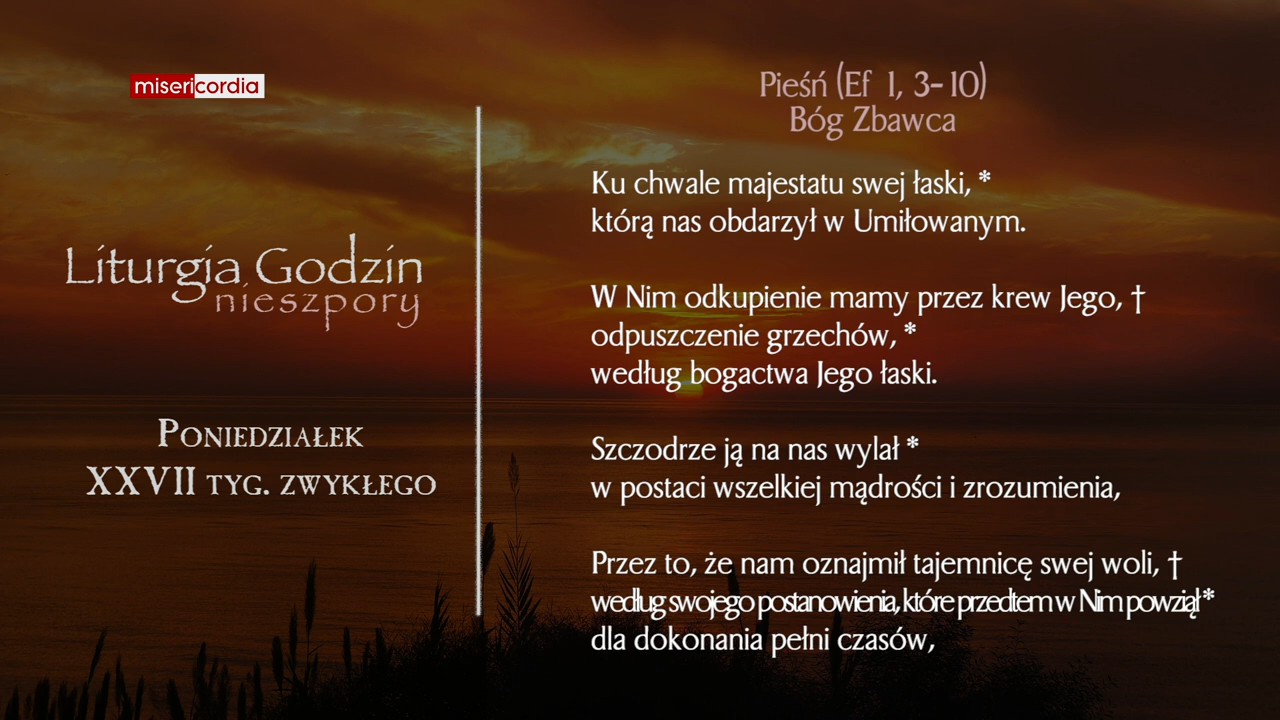 misericordia
Liturgia Godzin
nieszpory
Poniedziałek
XXVII tyg. zwykłego
Pieśń (Ef 1, 3-10)
Bóg Zbawca
Ku chwale majestatu swej łaski, *
którą nas obdarzył w Umiłowanym.
W Nim odkupienie mamy przez krew Jego, †
odpuszczenie grzechów, *
według bogactwa Jego łaski.
Szczodrze ją na nas wylał *
w postaci wszelkiej mądrości i zrozumienia,
Przez to, że nam oznajmił tajemnicę swej woli, †
według swojego postanowienia, które przedtem w Nim powziął *
dla dokonania pełni czasów,